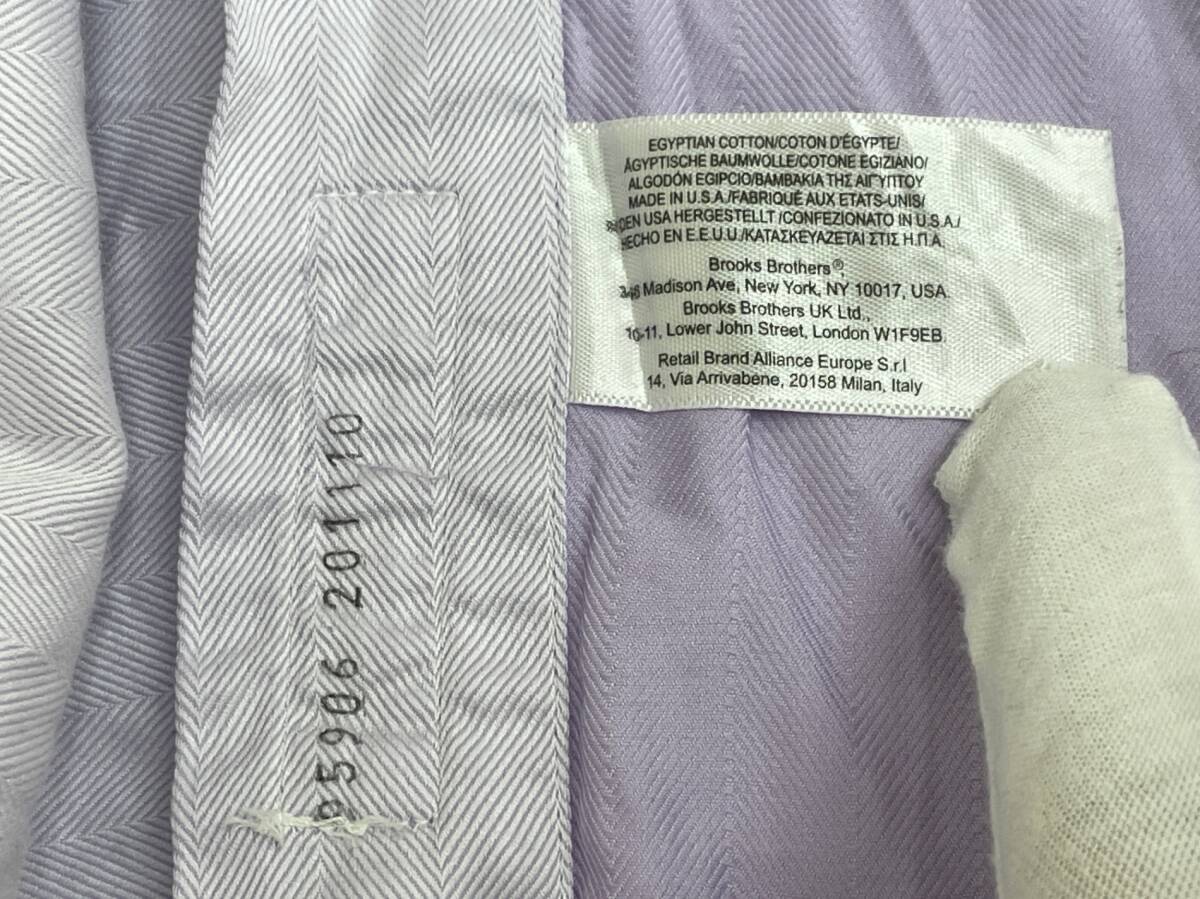 EGYPTIAN COTTON/COTON D'ÉGYPTE/
ÄGYPTISCHE BAUMWOLLE/COTONE EGIZIANO/
ALGODÓN EGIPCIO/ΒΑΜΒΑΚΙΑ ΤΗΣ ΑΙΓΥΠΤΟΥ
MADE IN U.S.A./FABRIQUÉ AUX ETATS-UNIS/
DEN USA HERGESTELLT /CONFEZIONATO IN U.S.A./
HECHO EN E.E.U.U./ΚΑΤΑΣΚΕΥΑΖΕΤΑΙ ΣΤΙΣ Η.Π.Α.
Brooks Brothers®,
346 Madison Ave, New York, NY 10017, USA
Brooks Brothers UK Ltd.,
10-11, Lower John Street, London W1F9EB
Retail Brand Alliance Europe S.r.l
14, Via Arrivabene, 20158 Milan, Italy
5906 201110